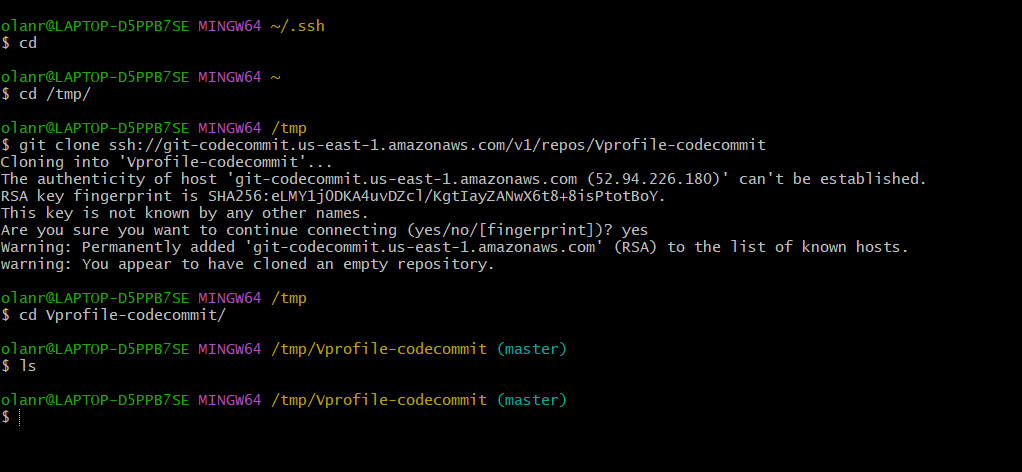 olanr@LAPTOP-D5PPB7SE MINGW64 ~/.ssh
$ cd
olanr@LAPTOP-D5PPB7SE MINGW64 ~
$ cd /tmp/
olanr@LAPTOP-D5PPB7SE MINGW64 /tmp
$ git clone ssh://git-codecommit.us-east-1.amazonaws.com/v1/repos/Vprofile-codecommit
Cloning into 'Vprofile-codecommit'...
The authenticity of host 'git-codecommit.us-east-1.amazonaws.com (52.94.226.180)' can't be established.
RSA key fingerprint is SHA256:eLMY1j0DKA4uvDZcl/KgtIayZANwX6t8+8isPtotBoY.
This key is not known by any other names.
Are you sure you want to continue connecting (yes/no/[fingerprint])? yes
Warning: Permanently added 'git-codecommit.us-east-1.amazonaws.com' (RSA) to the list of known hosts.
warning: You appear to have cloned an empty repository.
olanr@LAPTOP-D5PPB7SE MINGW64 /tmp
$ cd Vprofile-codecommit/
olanr@LAPTOP-D5PPB7SE MINGW64 /tmp/Vprofile-codecommit (master)
$ ls
olanr@LAPTOP-D5PPB7SE MINGW64 /tmp/Vprofile-codecommit (master)
$